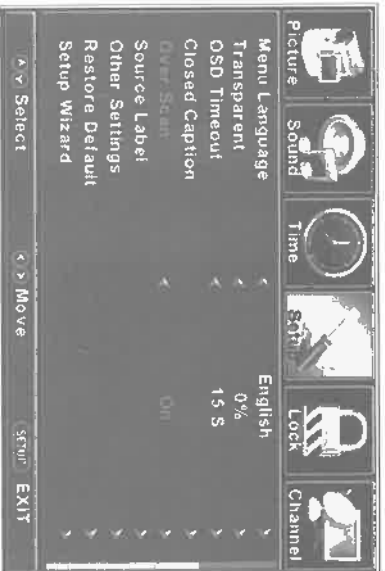 Picture Sound Time Setup Lock Channel
Menu Language English
Transparent 0%
OSD Timeout 15 S
Closed Caption
Over Scan On
Source Label
Other Settings
Restore Default
Setup Wizard
Select Move SETUP EXIT